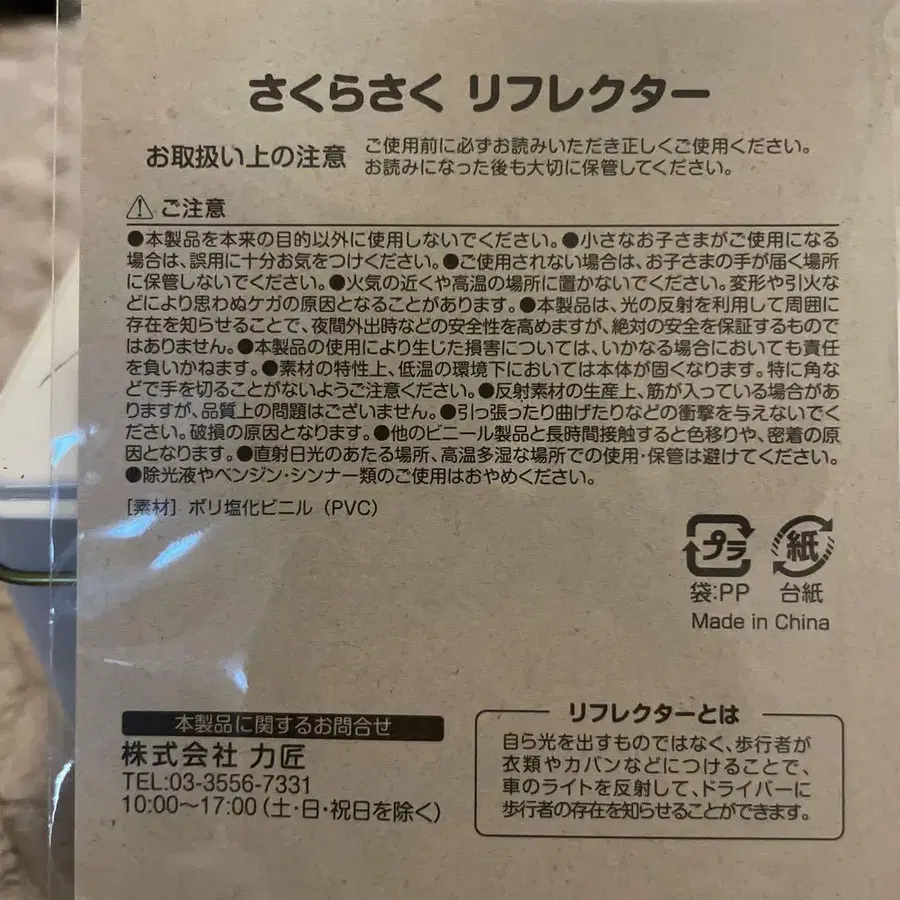 さくらさく リフレクター
お取扱い上の注意
ご使用前に必ずお読みいただき正しくご使用ください。
お読みになった後も大切に保管してください。
ご注意
●本製品を本来の目的以外に使用しないでください。●小さなお子さまがご使用になる
場合は、誤用に十分お気をつけください。●ご使用されない場合は、お子さまの手が届く場所
に保管しないでください。●火気の近くや高温の場所に置かないでください。変形や引火な
どにより思わぬケガの原因となることがあります。●本製品は、光の反射を利用して周囲に
存在を知らせることで、夜間外出時などの安全性を高めますが、絶対の安全を保証するもので
はありません。●本製品の使用により生じた損害については、いかなる場合においても責任
を負いかねます。●素材の特性上、低温の環境下においては本体が固くなります。特に角な
どで手を切ることがないようご注意ください。●反射素材の生産上、筋が入っている場合があ
りますが、品質上の問題はございません。●引っ張ったり曲げたりなどの衝撃を与えないでく
ださい。破損の原因となります。●他のビニール製品と長時間接触すると色移りや、密着の原
因となります。●直射日光のあたる場所、高温多湿な場所での使用・保管は避けてください。
●除光液やベンジン・シンナー類のご使用はおやめください。
[素材] ポリ塩化ビニル (PVC)
プラ 紙
袋:PP 台紙
Made in China
本製品に関するお問合せ
株式会社 力匠
TEL:03-3556-7331
10:00～17:00 (土・日・祝日を除く)
リフレクターとは
自ら光を出すものではなく、歩行者が
衣類やカバンなどにつけることで、
車のライトを反射して、ドライバーに
歩行者の存在を知らせることができます。